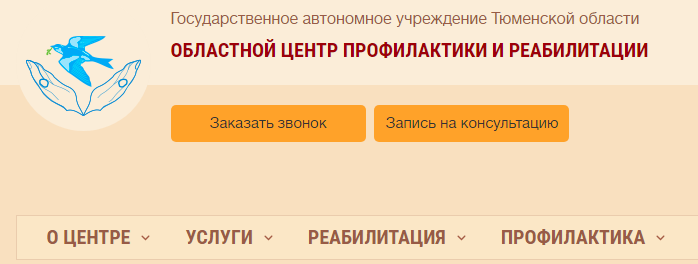 Государственное автономное учреждение Тюменской области
ОБЛАСТНОЙ ЦЕНТР ПРОФИЛАКТИКИ И РЕАБИЛИТАЦИИ
Заказать звонок Запись на консультацию
О ЦЕНТРЕ УСЛУГИ РЕАБИЛИТАЦИЯ ПРОФИЛАКТИКА